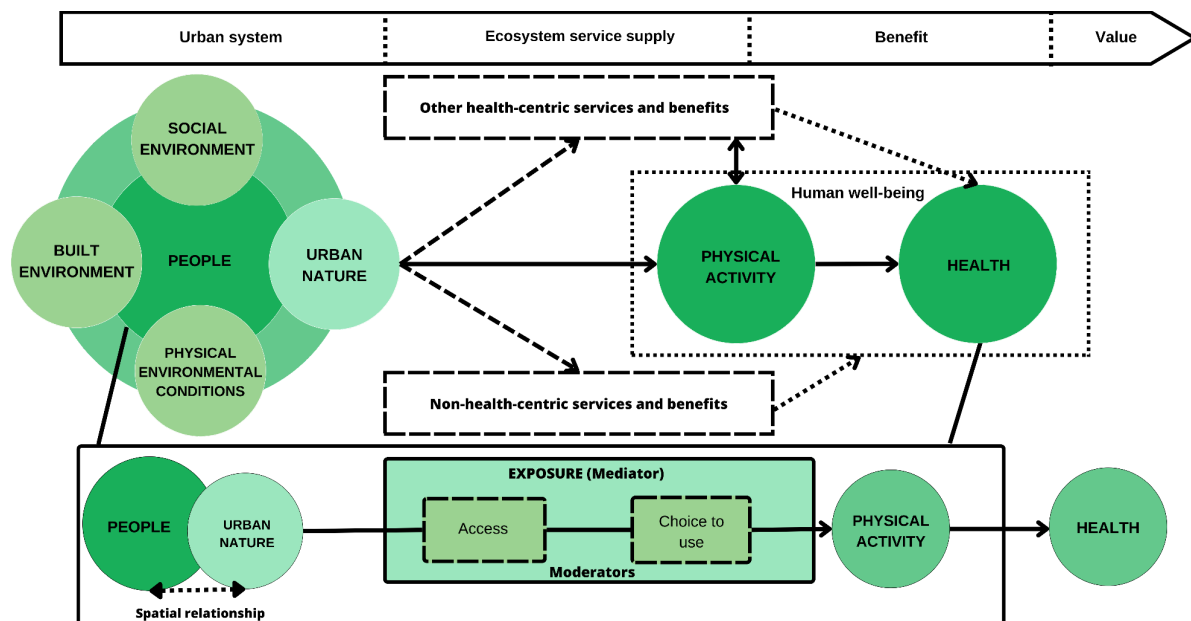 Urban system
Ecosystem service supply
Benefit
Value
Other health-centric services and benefits
SOCIAL
ENVIRONMENT
Human well-being
BUILT
ENVIRONMENT
PEOPLE
URBAN
NATURE
PHYSICAL
ACTIVITY
HEALTH
PHYSICAL
ENVIRONMENTAL
CONDITIONS
Non-health-centric services and benefits
EXPOSURE (Mediator)
PEOPLE
URBAN
NATURE
Access
Choice to
use
PHYSICAL
ACTIVITY
HEALTH
Moderators
Spatial relationship